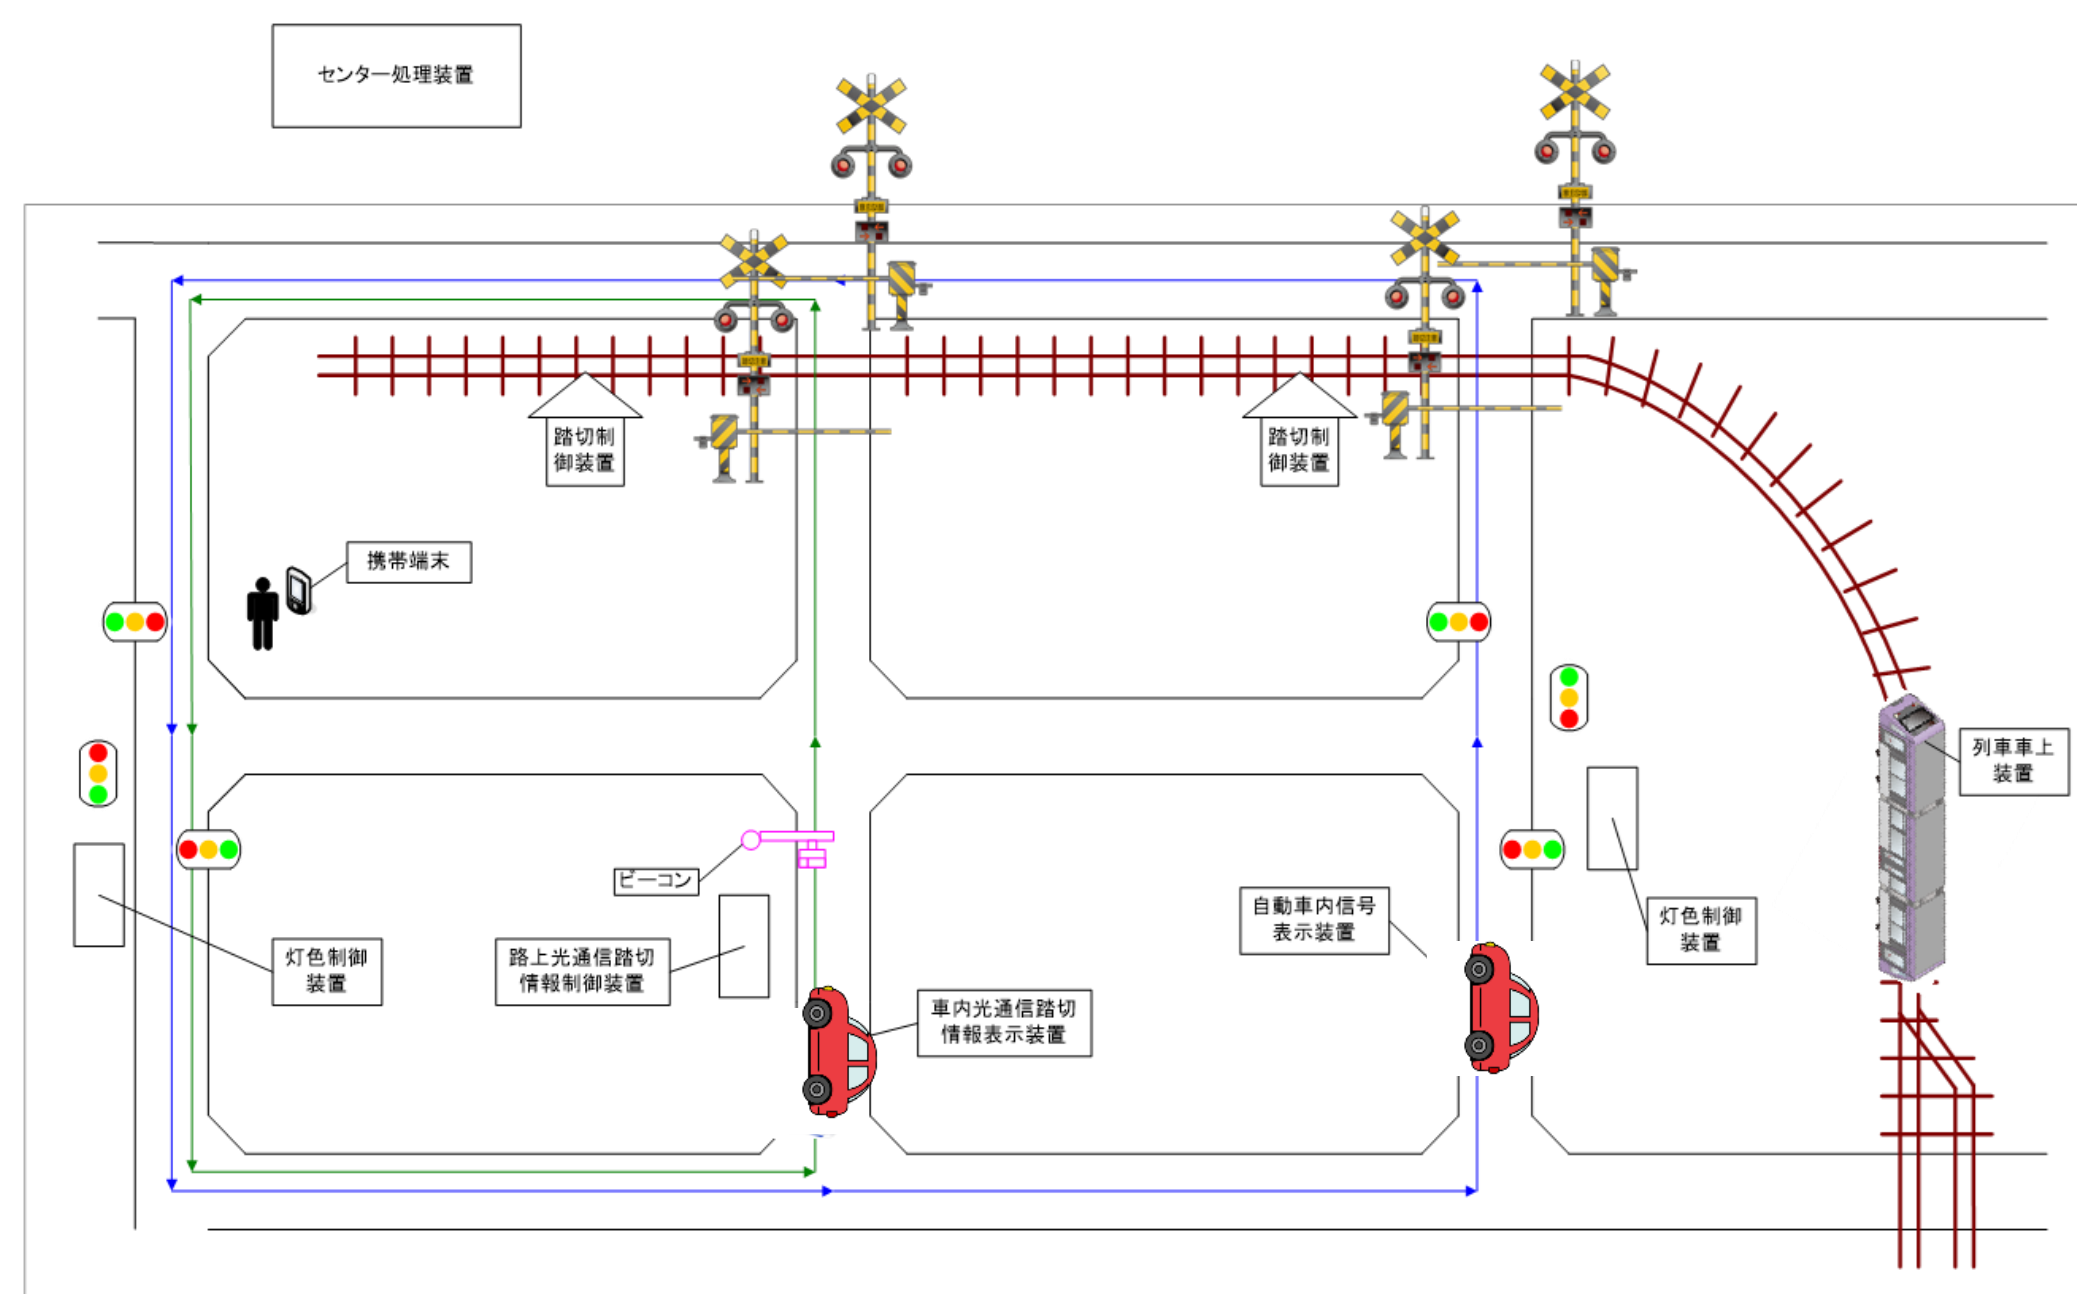 センター処理装置
踏切制
御装置
踏切制
御装置
携帯端末
列車車上
装置
ビーコン
自動車内信号
表示装置
灯色制御
装置
灯色制御
装置
路上光通信踏切
情報制御装置
車内光通信踏切
情報表示装置